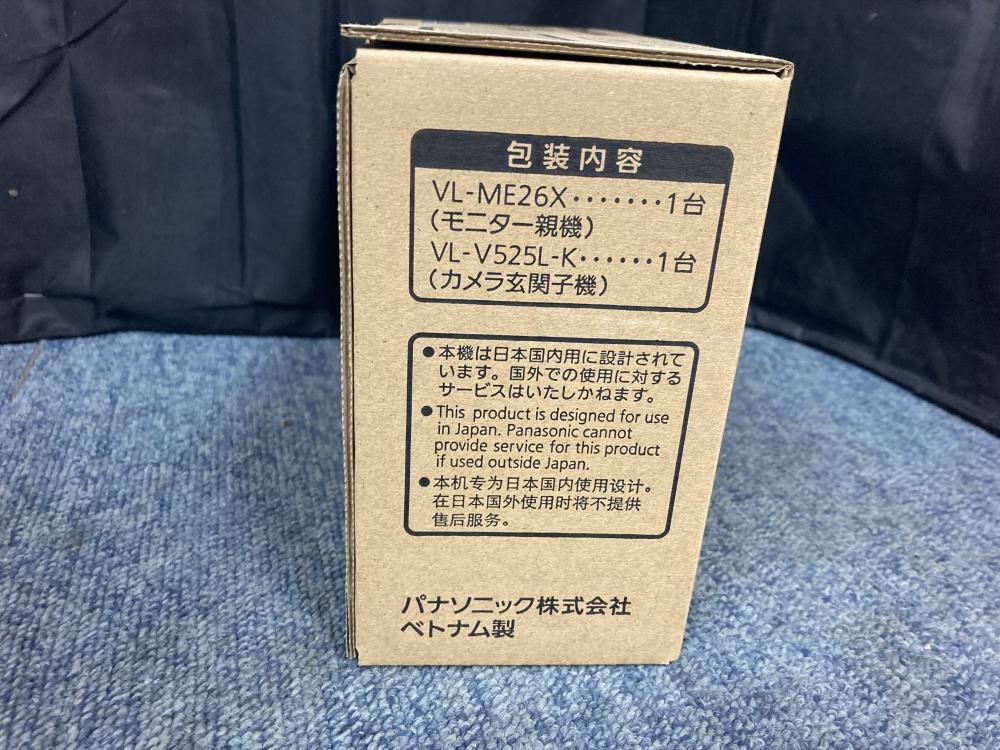 包装内容
VL-ME26X･･･････1台
(モニター親機)
VL-V525L-K･･････1台
(カメラ玄関子機)
●本機は日本国内用に設計されて
います。国外での使用に対する
サービスはいたしかねます。
●This product is designed for use
in Japan. Panasonic cannot
provide service for this product
if used outside Japan.
●本机专为日本国内使用设计。
在日本国外使用时将不提供
售后服务。
パナソニック株式会社
ベトナム製